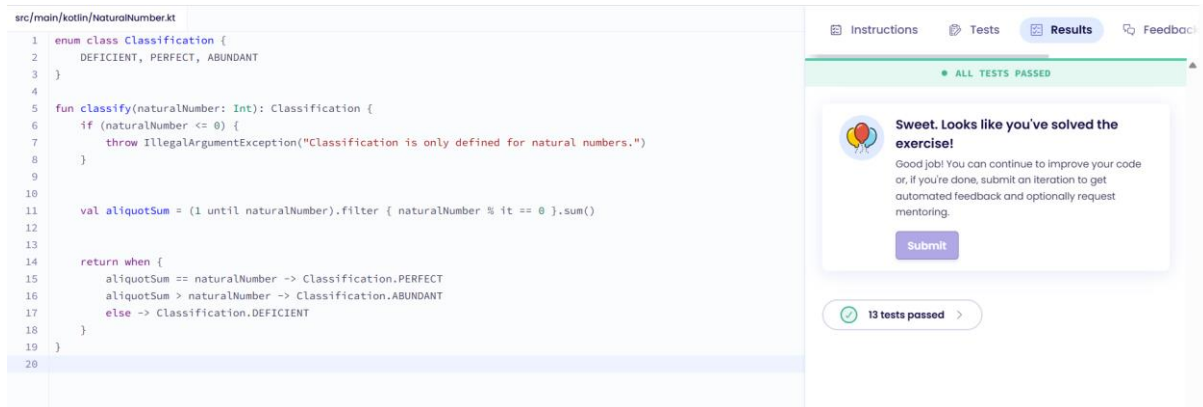 src/main/kotlin/NaturalNumber.kt
1 enum class Classification {
2     DEFICIENT, PERFECT, ABUNDANT
3 }
4
5 fun classify(naturalNumber: Int): Classification {
6     if (naturalNumber <= 0) {
7         throw IllegalArgumentException("Classification is only defined for natural numbers.")
8     }
9
10
11     val aliquotSum = (1 until naturalNumber).filter { naturalNumber % it == 0 }.sum()
12
13
14     return when {
15         aliquotSum == naturalNumber -> Classification.PERFECT
16         aliquotSum > naturalNumber -> Classification.ABUNDANT
17         else -> Classification.DEFICIENT
18     }
19 }
20
Instructions Tests Results Feedbac
ALL TESTS PASSED
Sweet. Looks like you've solved the
exercise!
Good job! You can continue to improve your code
or, if you're done, submit an iteration to get
automated feedback and optionally request
mentoring.
Submit
13 tests passed